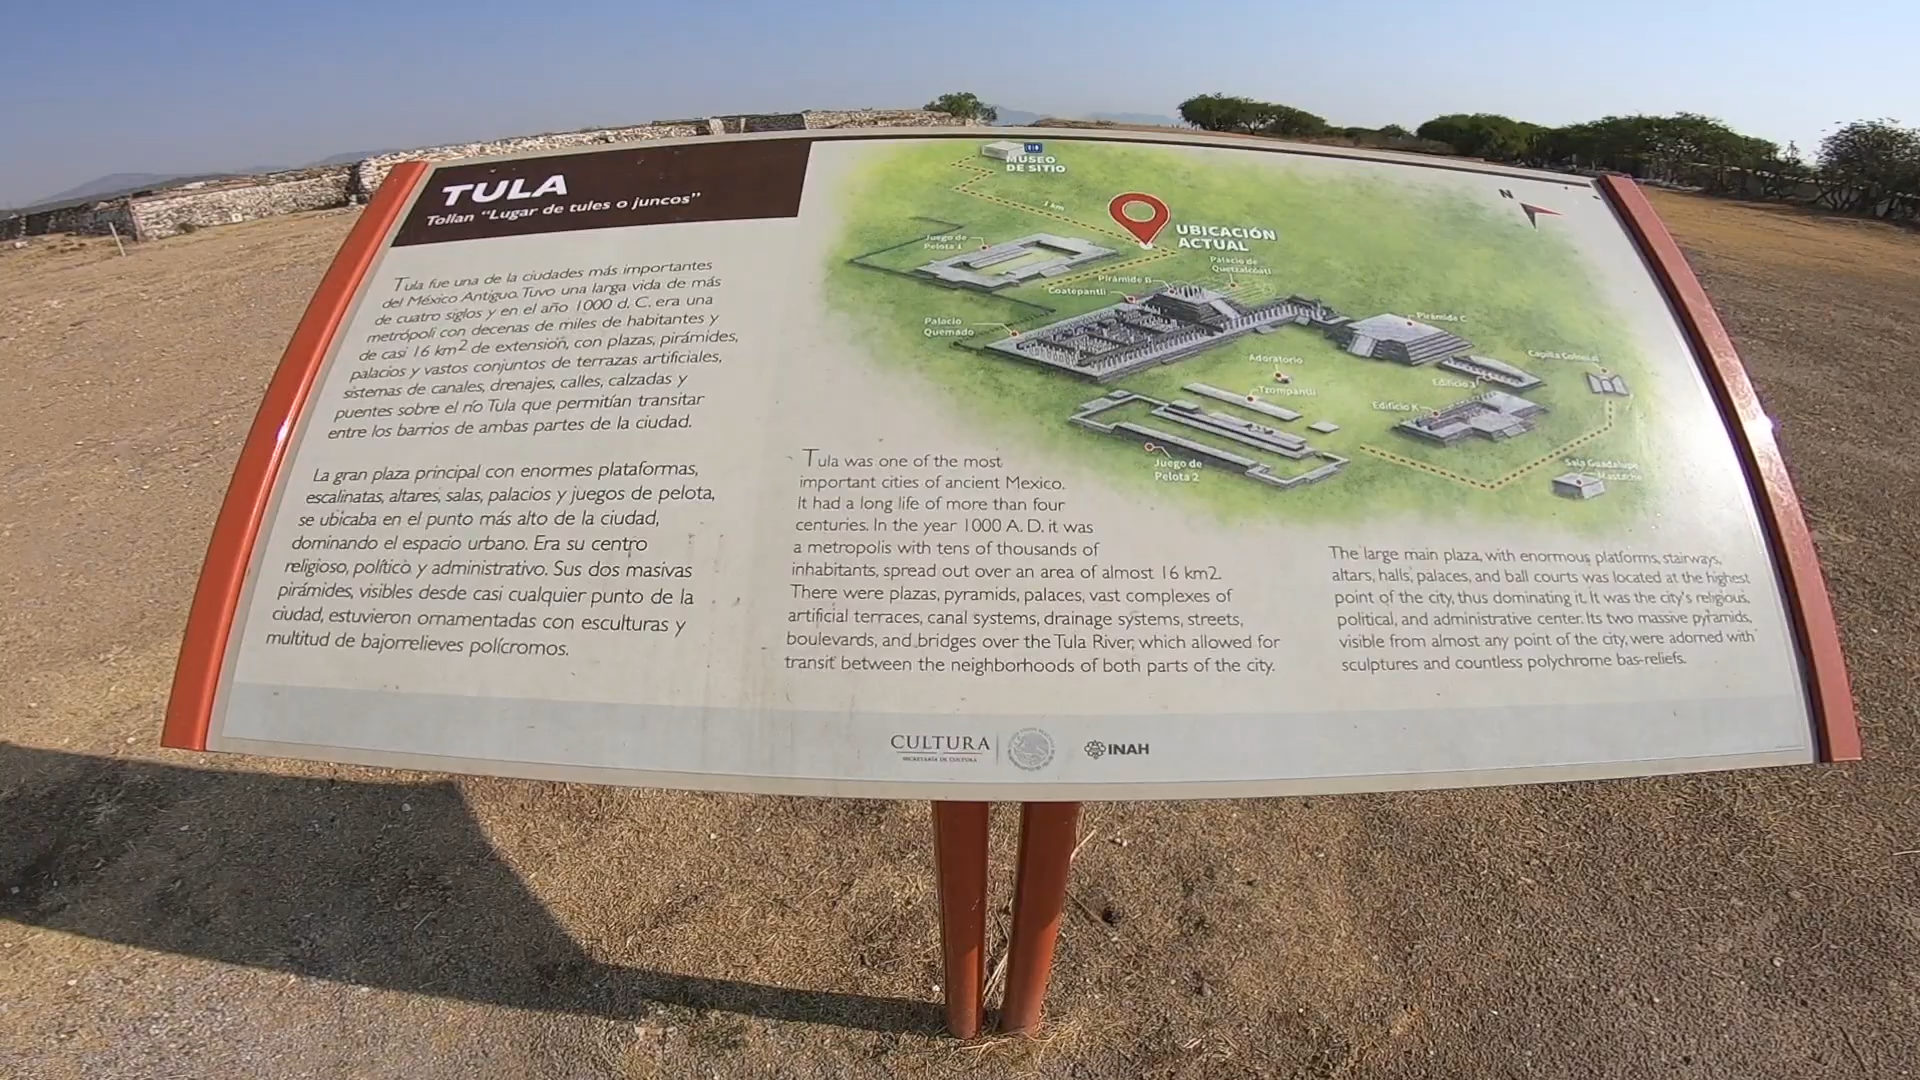 TULA
Tollan "Lugar de tules o juncos"
Tula fue una de la ciudades más importantes
del México Antiguo. Tuvo una larga vida de más
de cuatro siglos y en el año 1000 d. C. era una
metrópoli con decenas de miles de habitantes y
de casi 16 km2 de extensión, con plazas, pirámides,
palacios y vastos conjuntos de terrazas artificiales,
sistemas de canales, drenajes, calles, calzadas y
puentes sobre el río Tula que permitían transitar
entre los barrios de ambas partes de la ciudad.
La gran plaza principal con enormes plataformas,
escalinatas, altares, salas, palacios y juegos de pelota,
se ubicaba en el punto más alto de la ciudad,
dominando el espacio urbano. Era su centro
religioso, político y administrativo. Sus dos masivas
pirámides, visibles desde casi cualquier punto de la
ciudad, estuvieron ornamentadas con esculturas y
multitud de bajorrelieves polícromos.
MUSEO
DE SITIO
1 km
UBICACIÓN
ACTUAL
N
Juego de
Pelota 1
Palacio de
Quetzalcóatl
Pirámide B
Coatepantli
Palacio
Quemado
Pirámide C
Adoratorio
Tzompantli
Capilla Colonial
Edificio J
Edificio K
Juego de
Pelota 2
Sala Guadalupe
Mastache
Tula was one of the most
important cities of ancient Mexico.
It had a long life of more than four
centuries. In the year 1000 A. D. it was
a metropolis with tens of thousands of
inhabitants, spread out over an area of almost 16 km2.
There were plazas, pyramids, palaces, vast complexes of
artificial terraces, canal systems, drainage systems, streets,
boulevards, and bridges over the Tula River, which allowed for
transit between the neighborhoods of both parts of the city.
The large main plaza, with enormous platforms, stairways,
altars, halls, palaces, and ball courts was located at the highest
point of the city, thus dominating it. It was the city's religious,
political, and administrative center. Its two massive pyramids,
visible from almost any point of the city, were adorned with
sculptures and countless polychrome bas-reliefs.
CULTURA
SECRETARÍA DE CULTURA
INAH